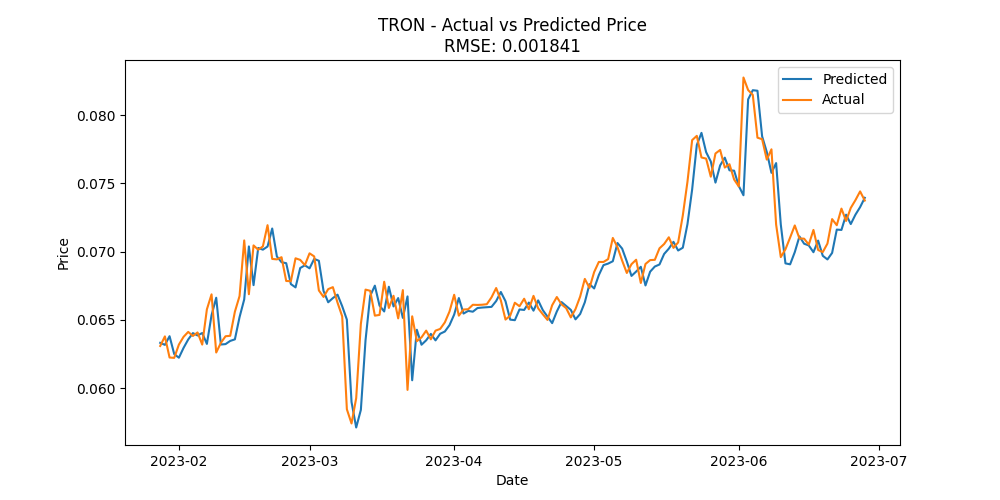 TRON - Actual vs Predicted Price
RMSE: 0.001841
Predicted
Actual
0.080
0.075
0.070
0.065
0.060
Price
2023-02
2023-03
2023-04
2023-05
2023-06
2023-07
Date